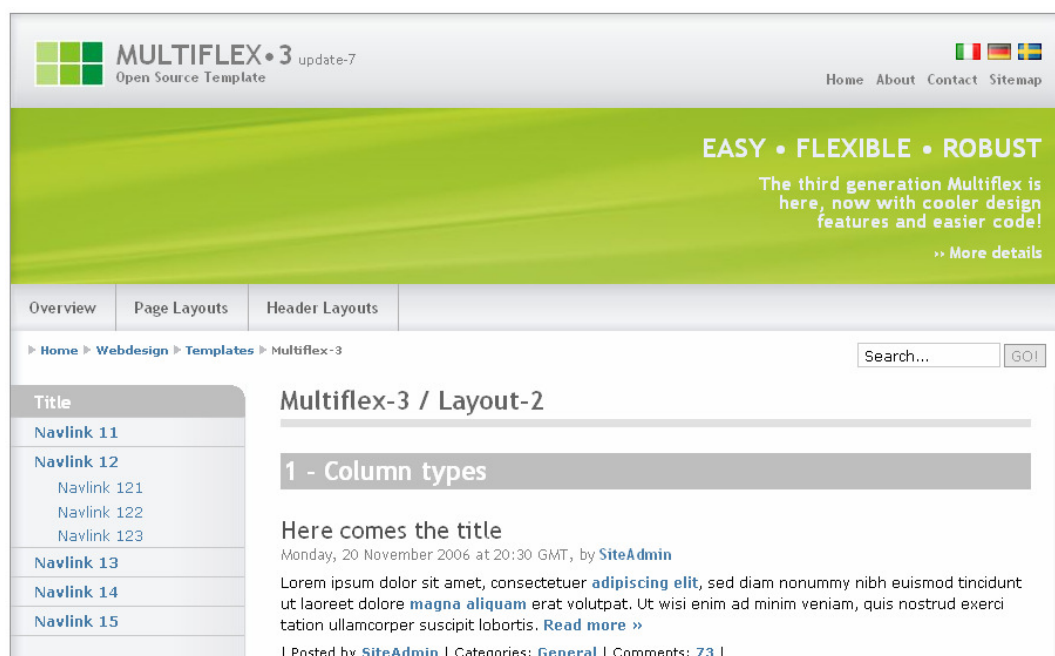 MULTIFLEX•3 update-7
Open Source Template
Home About Contact Sitemap
EASY • FLEXIBLE • ROBUST
The third generation Multiflex is
here, now with cooler design
features and easier code!
›› More details
Overview Page Layouts Header Layouts
Home Webdesign Templates Multiflex-3
Search... GO!
Title
Navlink 11
Navlink 12
Navlink 121
Navlink 122
Navlink 123
Navlink 13
Navlink 14
Navlink 15
Multiflex-3 / Layout-2
1 - Column types
Here comes the title
Monday, 20 November 2006 at 20:30 GMT, by SiteAdmin
Lorem ipsum dolor sit amet, consectetuer adipiscing elit, sed diam nonummy nibh euismod tincidunt
ut laoreet dolore magna aliquam erat volutpat. Ut wisi enim ad minim veniam, quis nostrud exerci
tation ullamcorper suscipit lobortis. Read more »
| Posted by SiteAdmin | Categories: General | Comments: 73 |